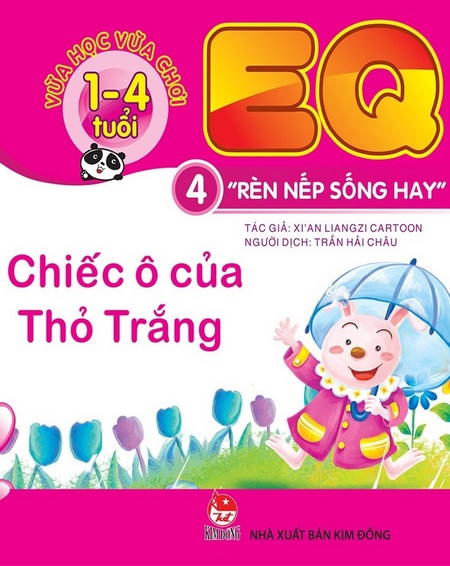 VỪA HỌC VỪA CHƠI
1-4
tuổi
EQ
4
"RÈN NẾP SỐNG HAY"
TÁC GIẢ: XI'AN LIANGZI CARTOON
NGƯỜI DỊCH: TRẦN HẢI CHÂU
Chiếc ô của
Thỏ Trắng
KIM ĐỒNG
NHÀ XUẤT BẢN KIM ĐỒNG